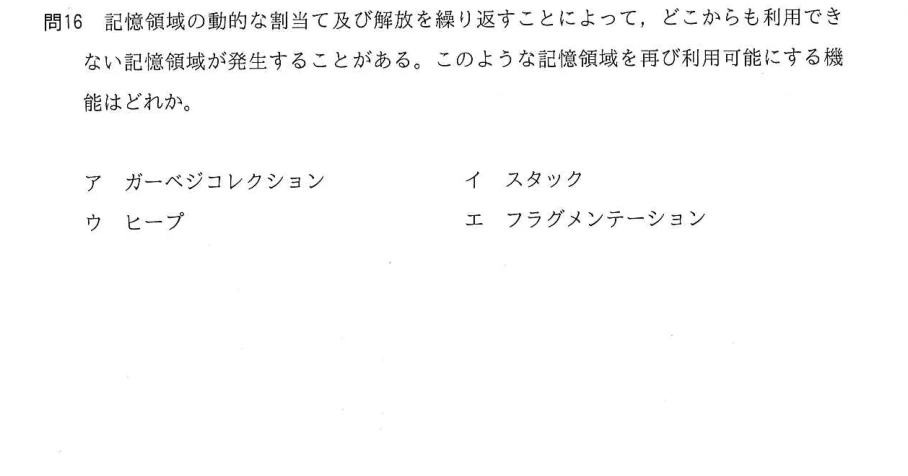 問16 記憶領域の動的な割当て及び解放を繰り返すことによって，どこからも利用でき
ない記憶領域が発生することがある。このような記憶領域を再び利用可能にする機
能はどれか。
ア ガーベジコレクション イ スタック
ウ ヒープ エ フラグメンテーション